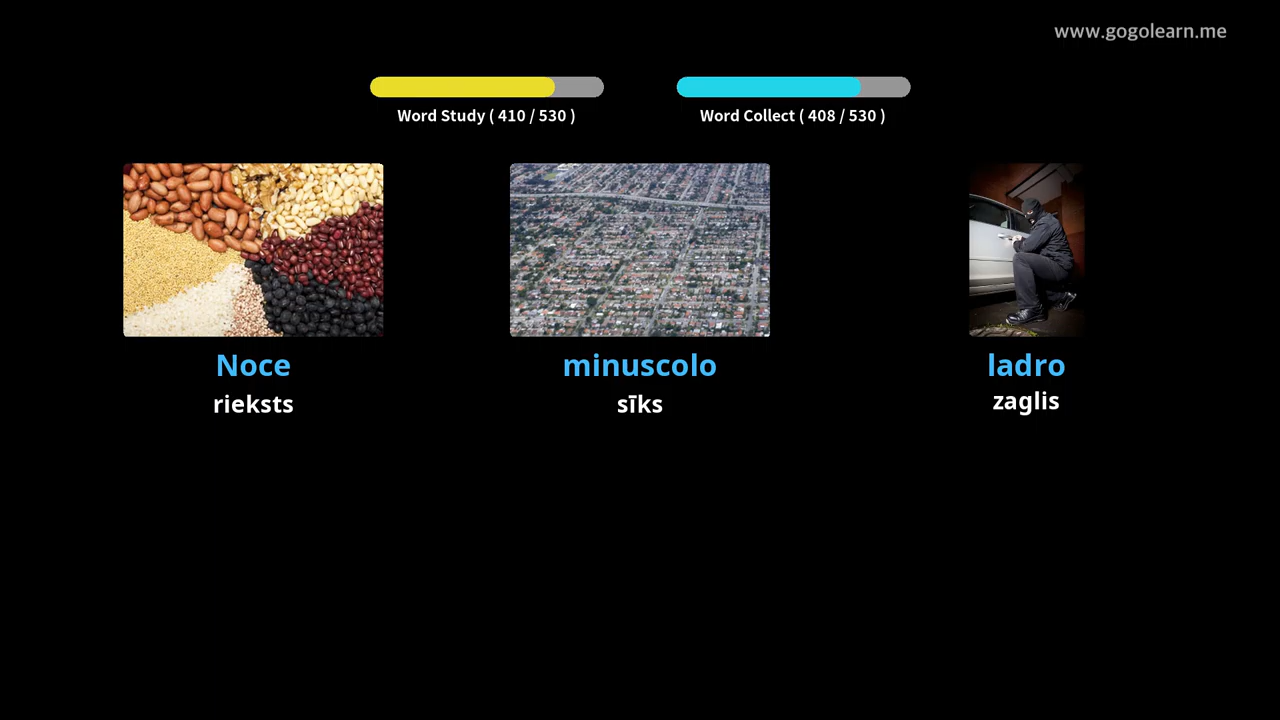 www.gogolearn.me
Word Study ( 410 / 530 )
Word Collect ( 408 / 530 )
Noce
rieksts
minuscolo
sīks
ladro
zaglis